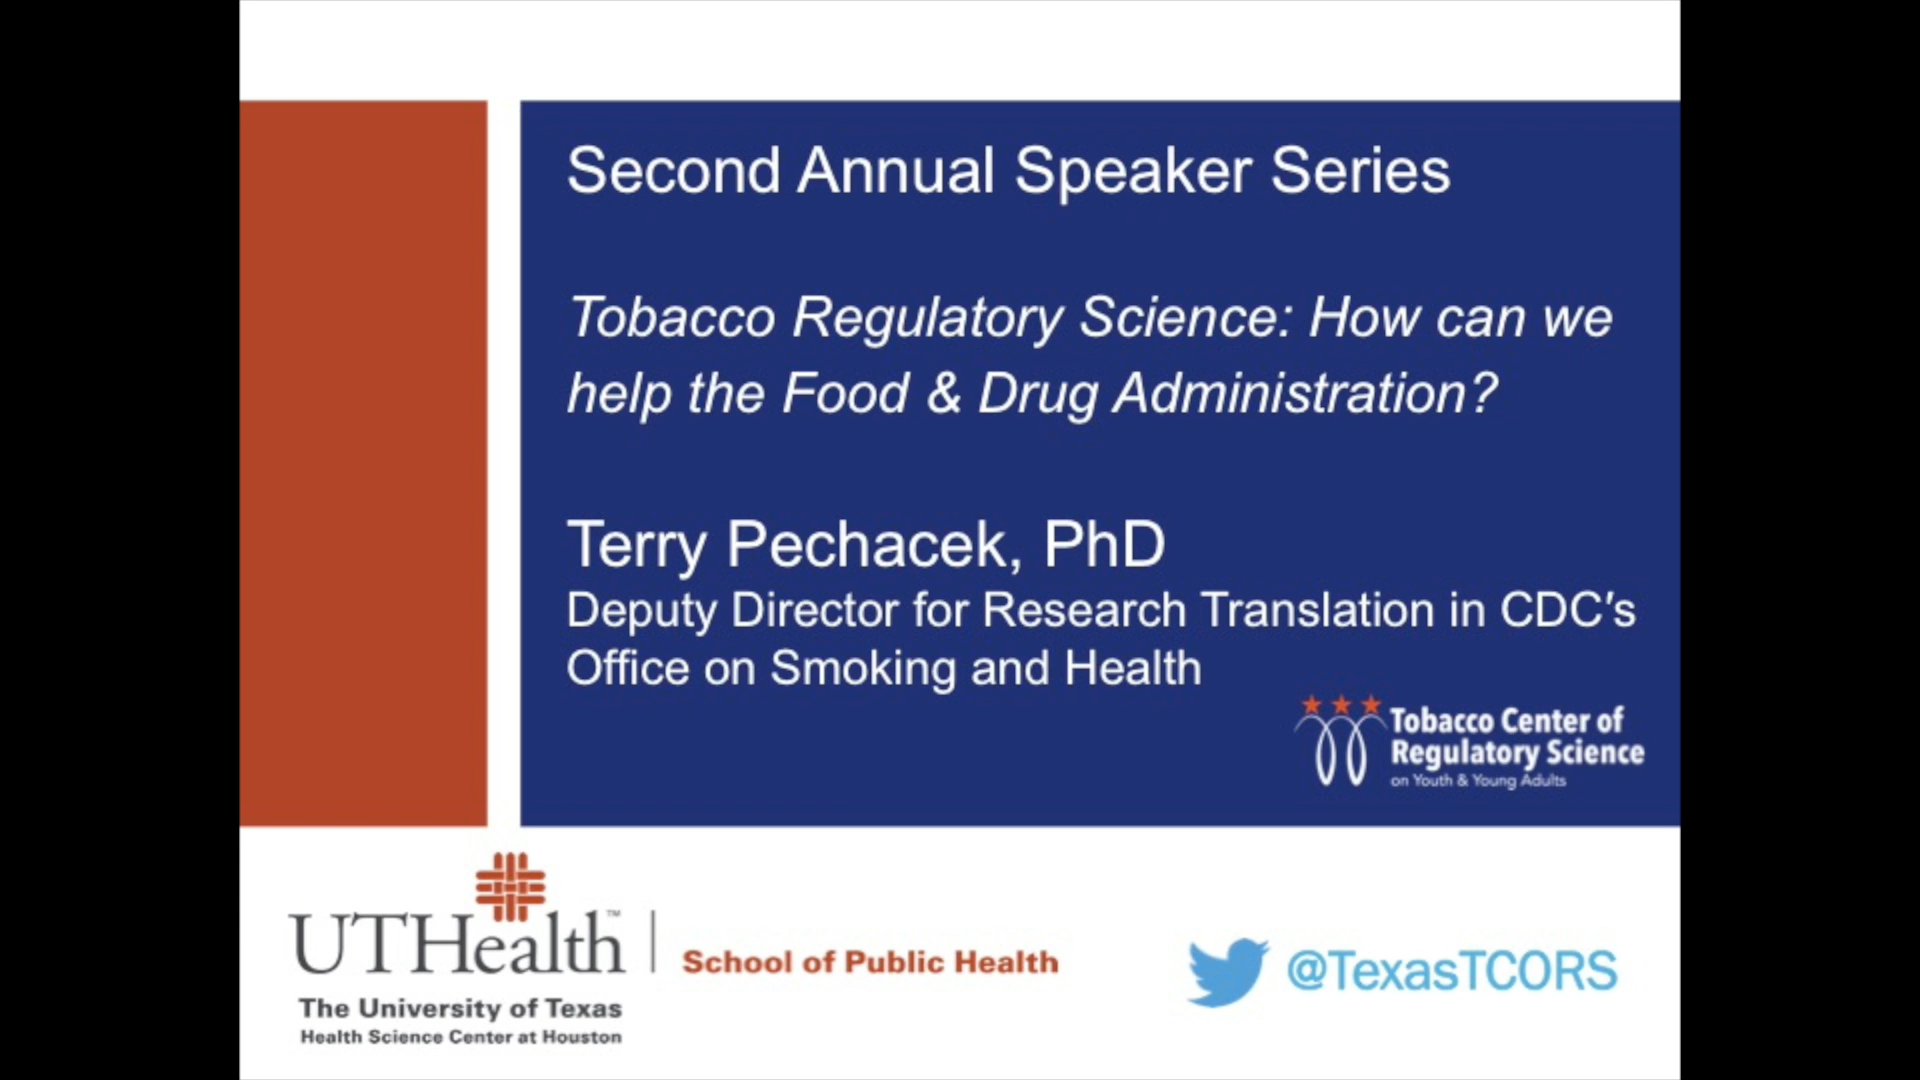 Second Annual Speaker Series
Tobacco Regulatory Science: How can we
help the Food & Drug Administration?
Terry Pechacek, PhD
Deputy Director for Research Translation in CDC's
Office on Smoking and Health
Tobacco Center of
Regulatory Science
on Youth & Young Adults
UTHealth™
School of Public Health
The University of Texas
Health Science Center at Houston
@TexasTCORS